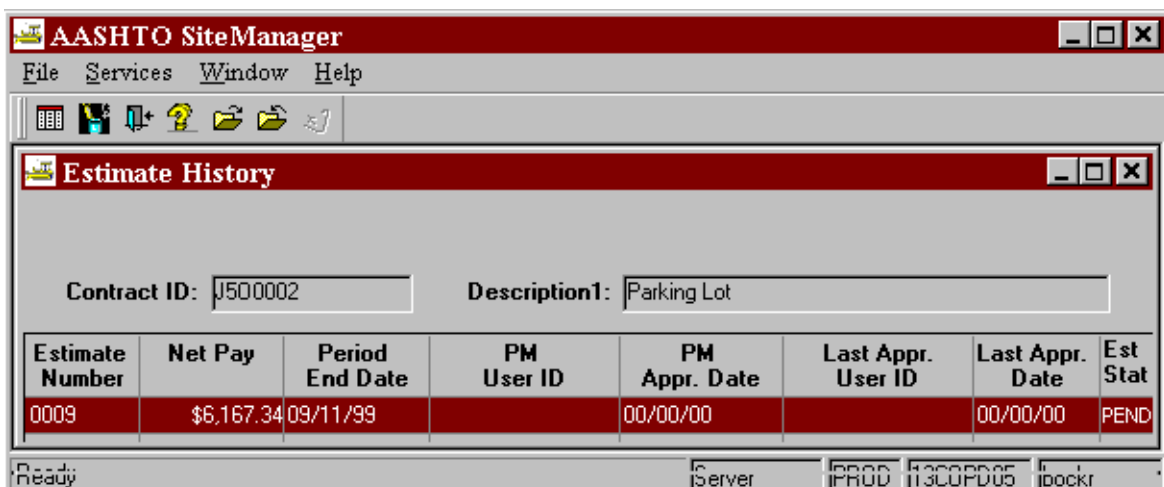 AASHTO SiteManager
File Services Window Help
Estimate History
Contract ID: J5O0002 Description1: Parking Lot
Estimate Number Net Pay Period End Date PM User ID PM Appr. Date Last Appr. User ID Last Appr. Date Est Stat
0009 $6,167.34 09/11/99 00/00/00 00/00/00 PEND
Ready Server PROD 13COPD05 bockr